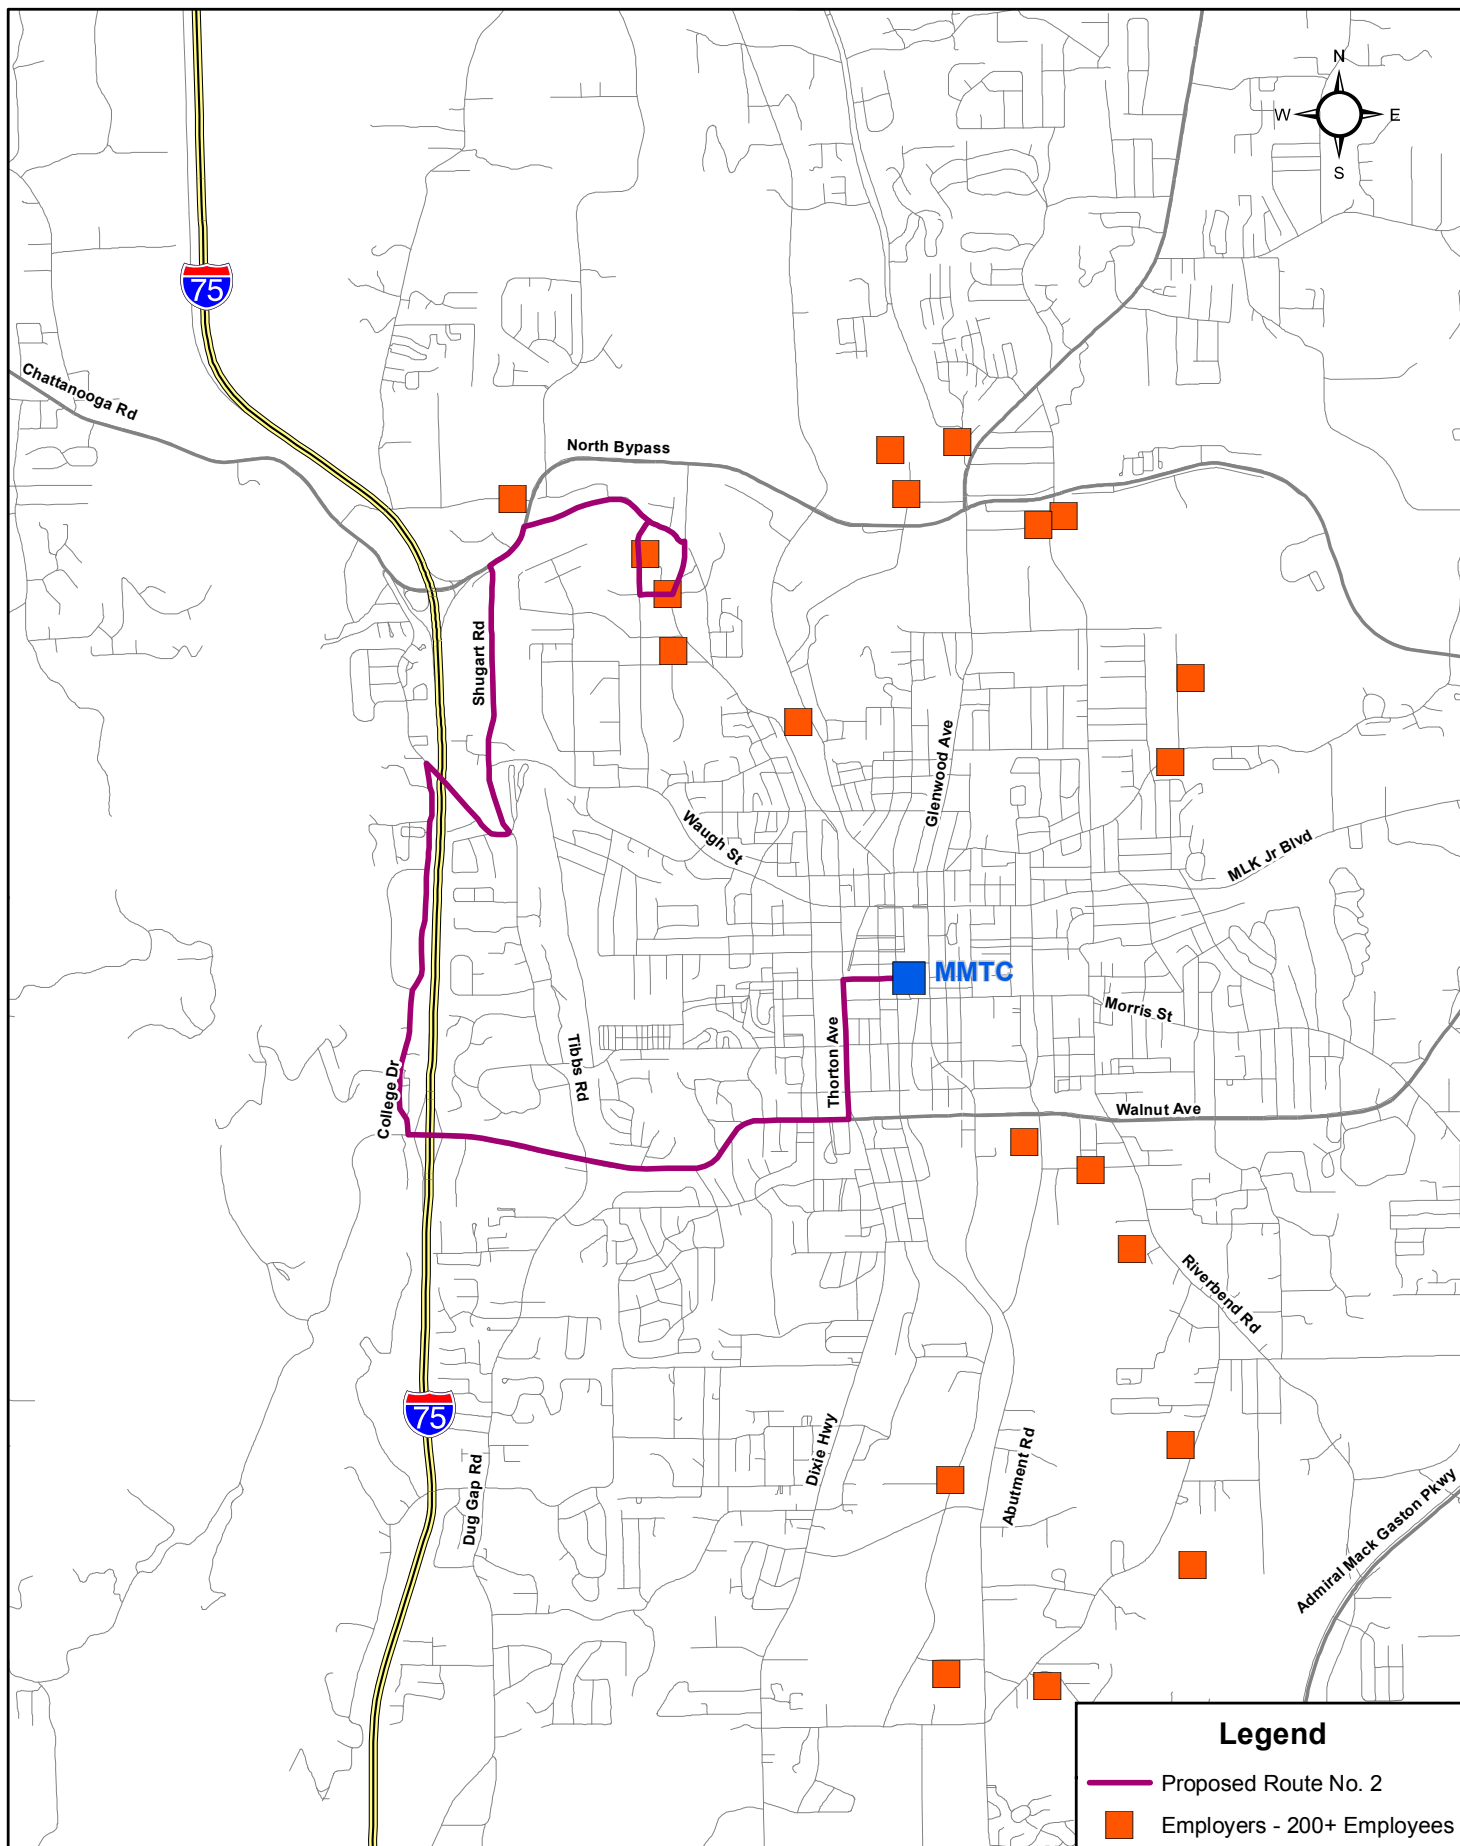 N
W
E
S
75
Chattanooga Rd
North Bypass
Shugart Rd
Glenwood Ave
Waugh St
MLK Jr Blvd
MMTC
Morris St
Thorton Ave
Tibbs Rd
College Dr
Walnut Ave
Riverbend Rd
75
Dixie Hwy
Abutment Rd
Dug Gap Rd
Admiral Mack Gaston Pkwy
Legend
Proposed Route No. 2
Employers - 200+ Employees